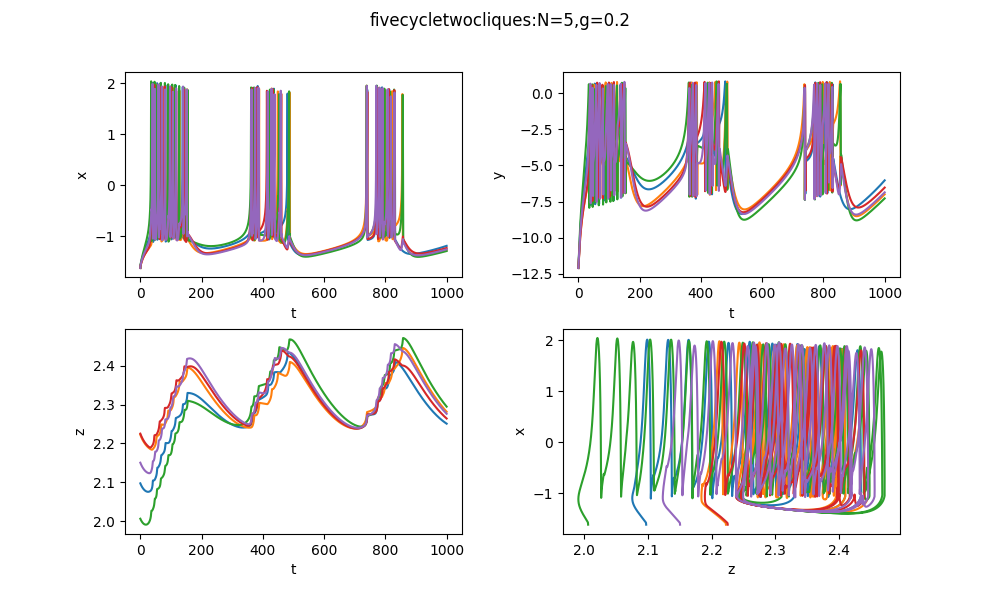 fivecycletwocliques:N=5,g=0.2
2
1
0
−1
x
0 200 400 600 800 1000
t
0.0
−2.5
−5.0
−7.5
−10.0
−12.5
y
0 200 400 600 800 1000
t
2.4
2.3
2.2
2.1
2.0
z
0 200 400 600 800 1000
t
2
1
0
−1
x
2.0 2.1 2.2 2.3 2.4
z